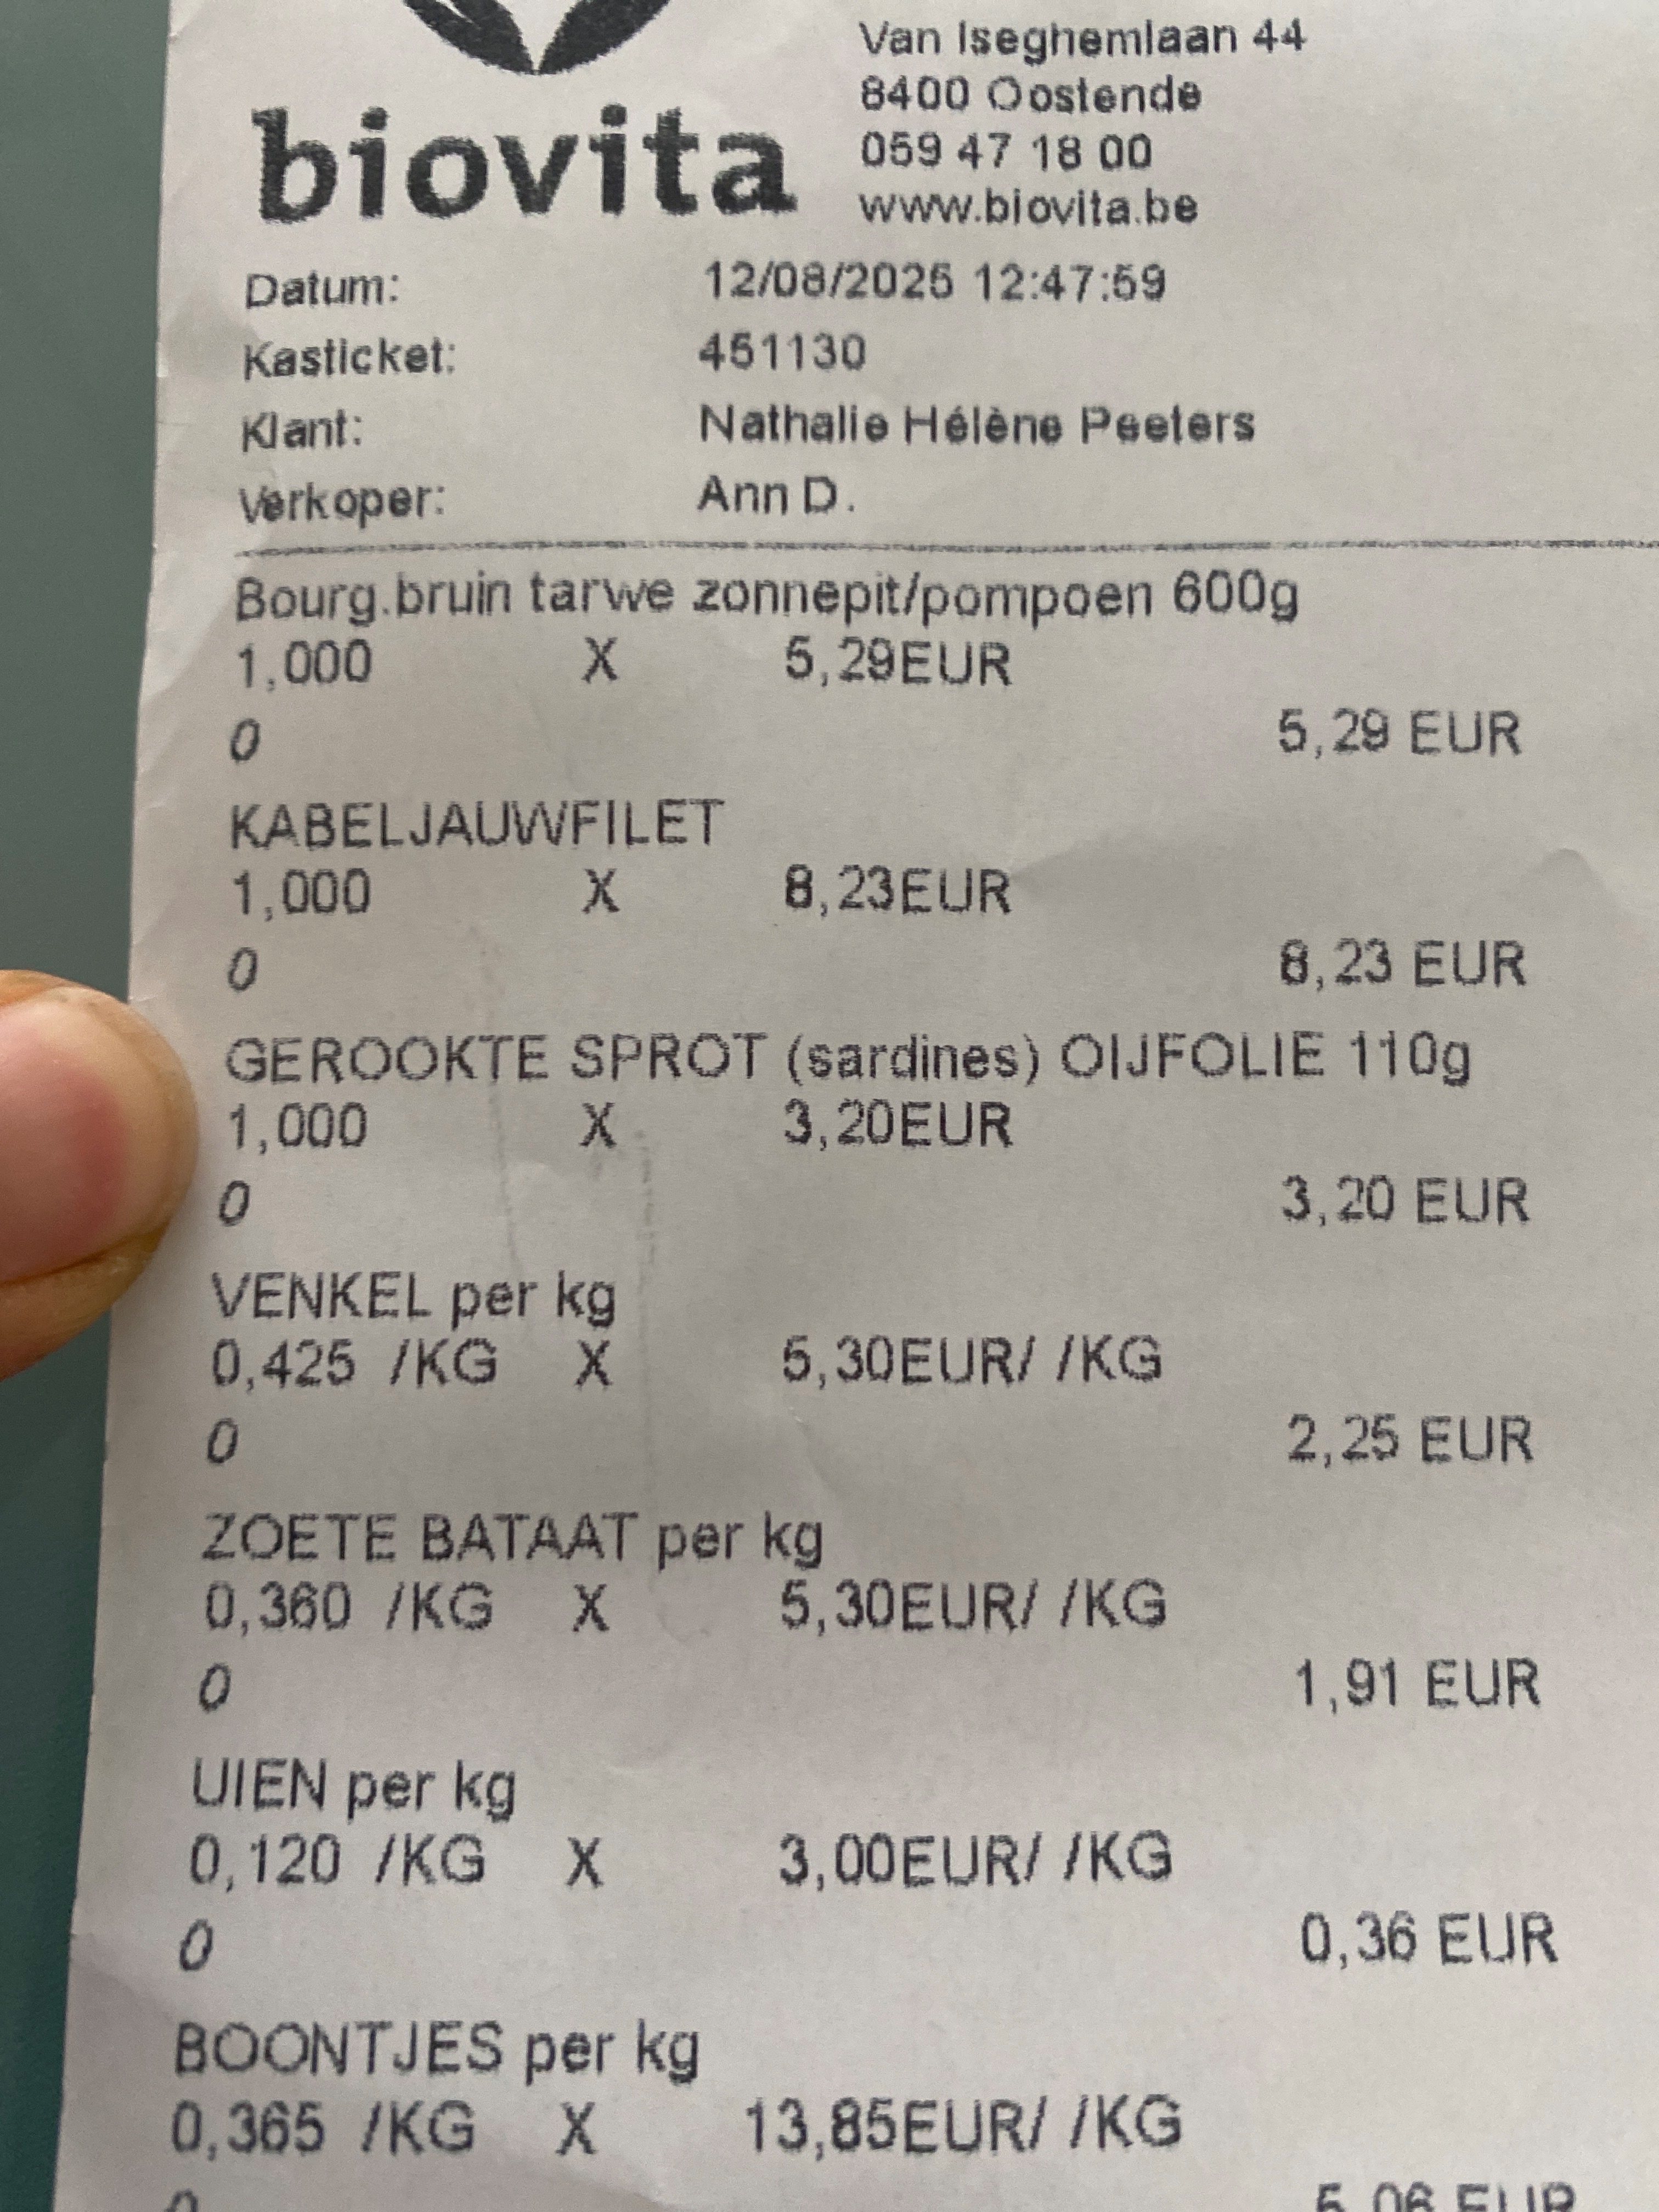 Van Iseghemlaan 44
8400 Oostende
059 47 18 00
www.biovita.be
biovita
Datum: 12/08/2025 12:47:59
Kasticket: 451130
Klant: Nathalie Hélène Peeters
Verkoper: Ann D.
Bourg.bruin tarwe zonnepit/pompoen 600g
1,000 X 5,29EUR
0 5,29 EUR
KABELJAUWFILET
1,000 X 8,23EUR
0 8,23 EUR
GEROOKTE SPROT (sardines) OIJFOLIE 110g
1,000 X 3,20EUR
0 3,20 EUR
VENKEL per kg
0,425 /KG X 5,30EUR/ /KG
0 2,25 EUR
ZOETE BATAAT per kg
0,360 /KG X 5,30EUR/ /KG
0 1,91 EUR
UIEN per kg
0,120 /KG X 3,00EUR/ /KG
0 0,36 EUR
BOONTJES per kg
0,365 /KG X 13,85EUR/ /KG
0 5,06 EUR